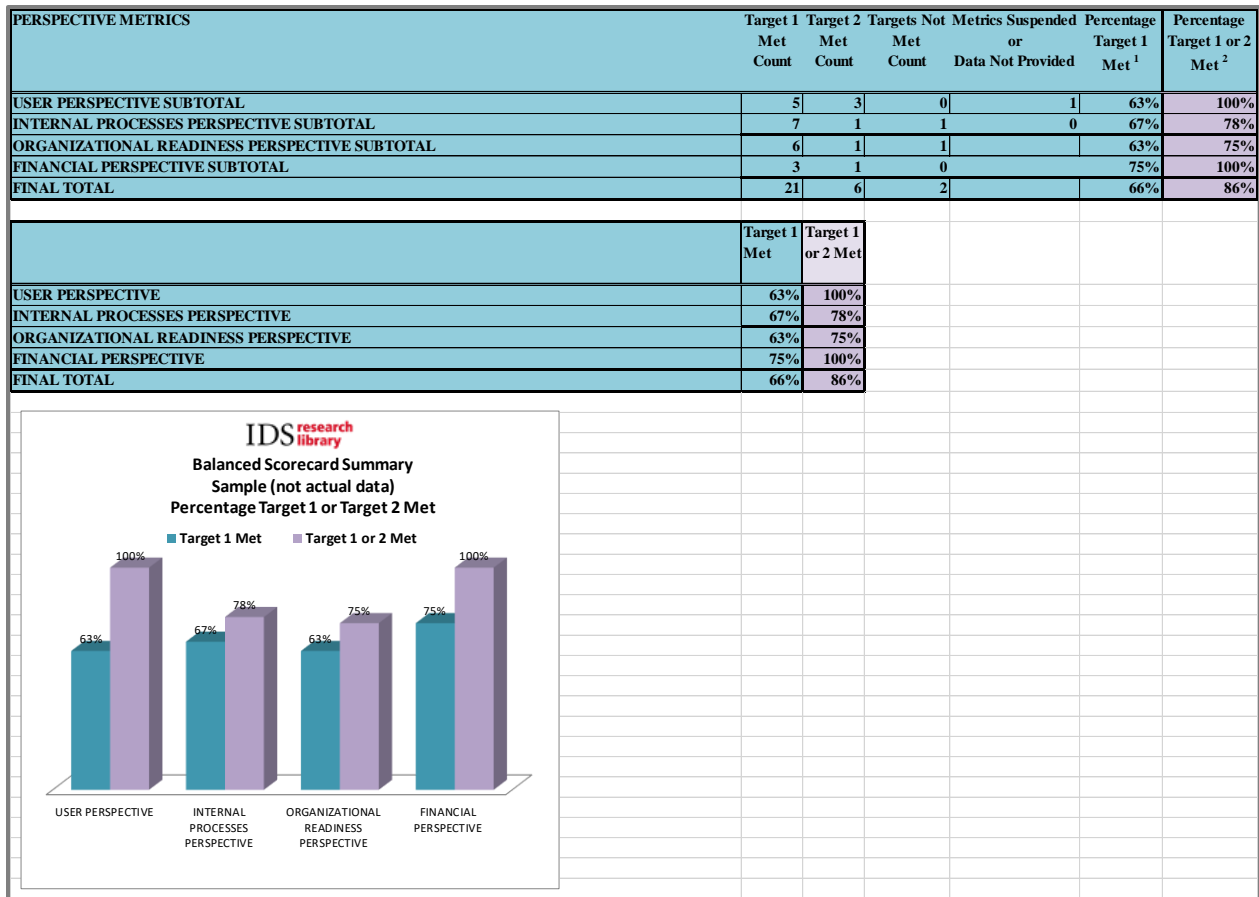 PERSPECTIVE METRICS
Target 1 Met Count
Target 2 Met Count
Targets Not Met Count
Metrics Suspended or Data Not Provided
Percentage Target 1 Met 1
Percentage Target 1 or 2 Met 2
USER PERSPECTIVE SUBTOTAL 5 3 0 1 63% 100%
INTERNAL PROCESSES PERSPECTIVE SUBTOTAL 7 1 1 0 67% 78%
ORGANIZATIONAL READINESS PERSPECTIVE SUBTOTAL 6 1 1 63% 75%
FINANCIAL PERSPECTIVE SUBTOTAL 3 1 0 75% 100%
FINAL TOTAL 21 6 2 66% 86%
Target 1 Met
Target 1 or 2 Met
USER PERSPECTIVE 63% 100%
INTERNAL PROCESSES PERSPECTIVE 67% 78%
ORGANIZATIONAL READINESS PERSPECTIVE 63% 75%
FINANCIAL PERSPECTIVE 75% 100%
FINAL TOTAL 66% 86%
IDS research library
Balanced Scorecard Summary
Sample (not actual data)
Percentage Target 1 or Target 2 Met
Target 1 Met Target 1 or 2 Met
63% 100% 67% 78% 63% 75% 75% 100%
USER PERSPECTIVE
INTERNAL PROCESSES PERSPECTIVE
ORGANIZATIONAL READINESS PERSPECTIVE
FINANCIAL PERSPECTIVE